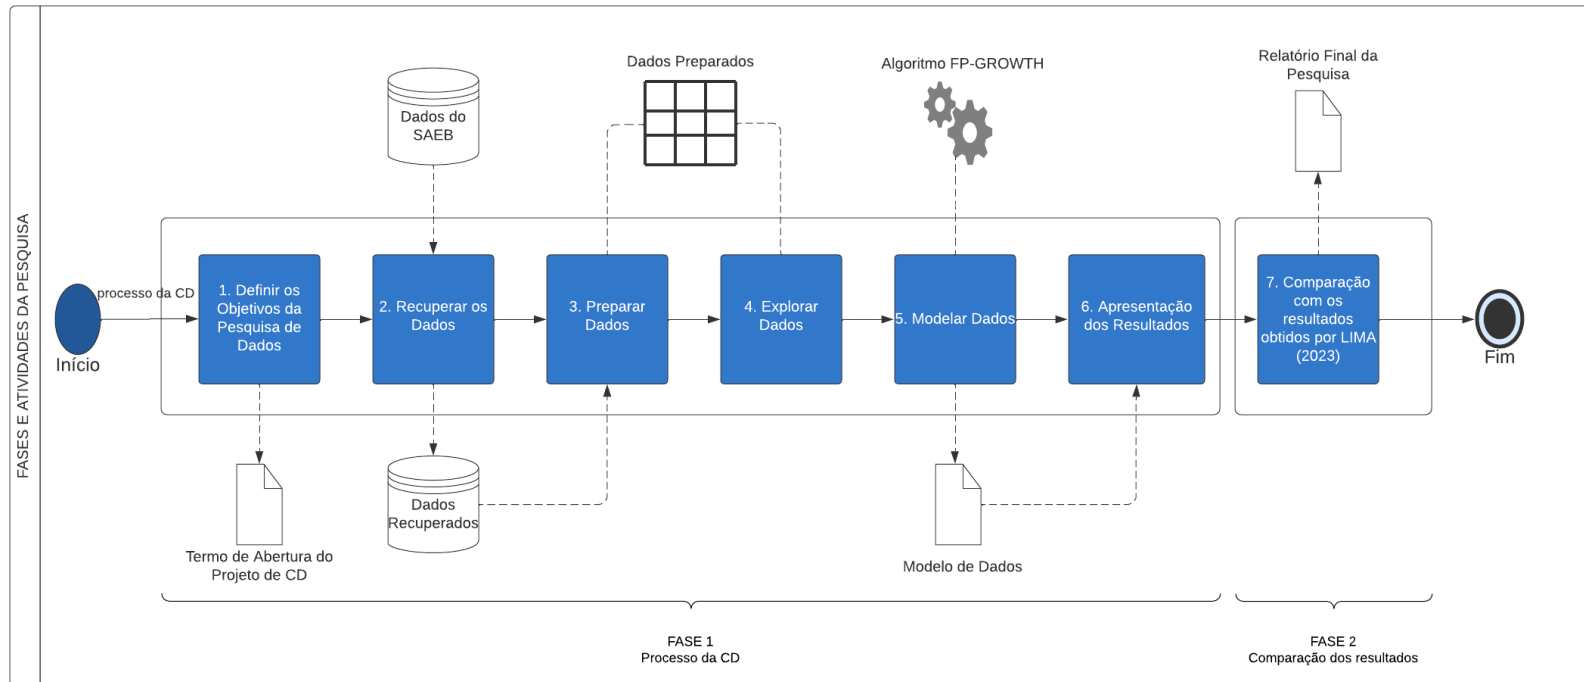 FASES E ATIVIDADES DA PESQUISA
Dados do
SAEB
Dados Preparados
Algoritmo FP-GROWTH
Relatório Final da
Pesquisa
Início
processo da CD
1. Definir os
Objetivos da
Pesquisa de
Dados
2. Recuperar os
Dados
3. Preparar
Dados
4. Explorar
Dados
5. Modelar Dados
6. Apresentação
dos Resultados
7. Comparação
com os
resultados
obtidos por LIMA
(2023)
Fim
Termo de Abertura do
Projeto de CD
Dados
Recuperados
Modelo de Dados
FASE 1
Processo da CD
FASE 2
Comparação dos resultados